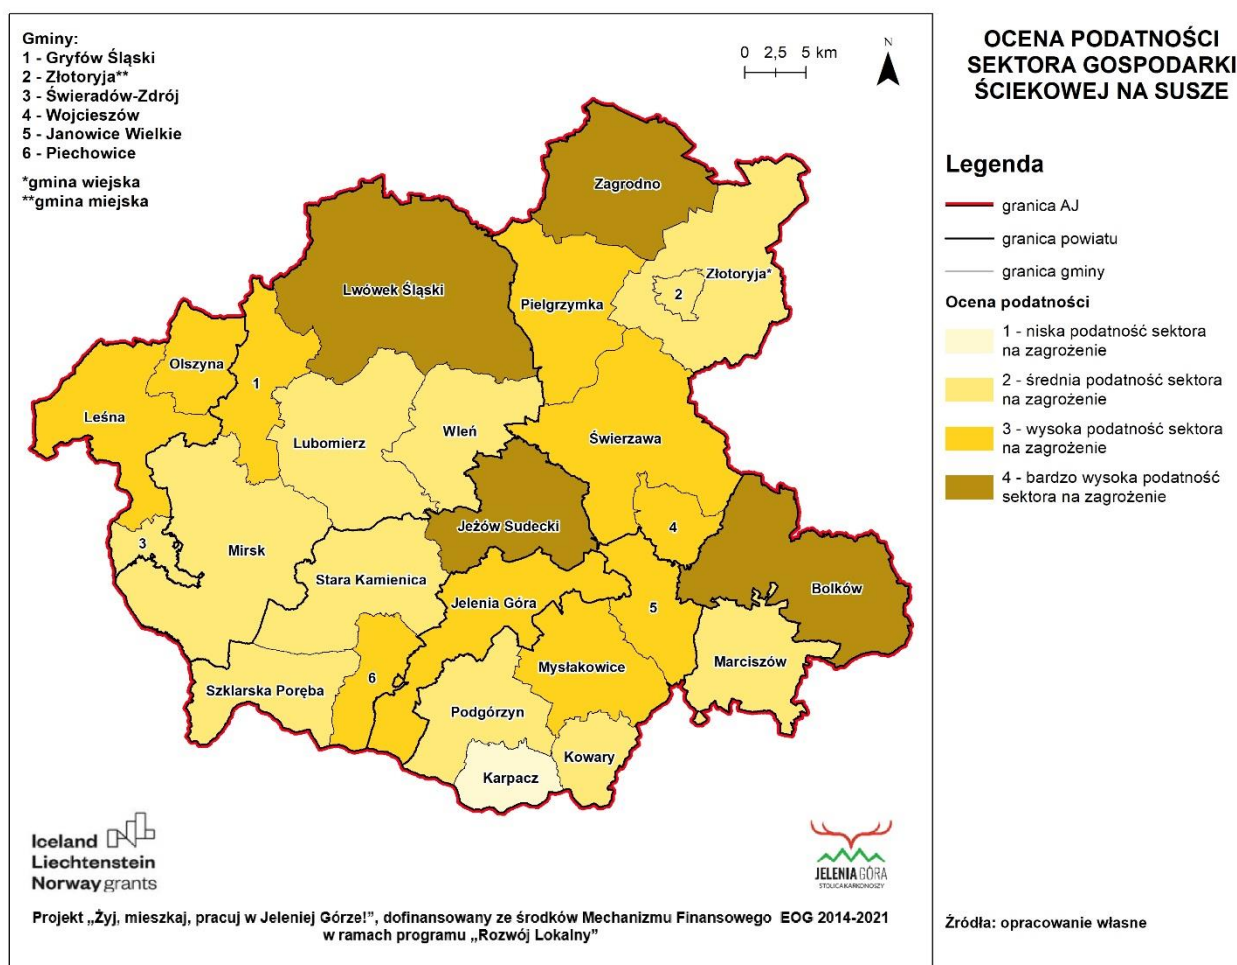 Gminy:
1 - Gryfów Śląski
2 - Złotoryja**
3 - Świeradów-Zdrój
4 - Wojcieszów
5 - Janowice Wielkie
6 - Piechowice
*gmina wiejska
**gmina miejska
0 2,5 5 km
N
OCENA PODATNOŚCI
SEKTORA GOSPODARKI
ŚCIEKOWEJ NA SUSZE
Legenda
granica AJ
granica powiatu
granica gminy
Ocena podatności
1 - niska podatność sektora
na zagrożenie
2 - średnia podatność sektora
na zagrożenie
3 - wysoka podatność sektora
na zagrożenie
4 - bardzo wysoka podatność
sektora na zagrożenie
Zagrodno
Złotoryja*
2
Lwówek Śląski
Pielgrzymka
Olszyna
1
Leśna
Lubomierz
Wleń
Świerzawa
Jeżów Sudecki
4
3
Mirsk
Stara Kamienica
Jelenia Góra
5
Bolków
Mysłakowice
Marciszów
6
Szklarska Poręba
Podgórzyn
Kowary
Karpacz
Iceland
Liechtenstein
Norway grants
JELENIA GÓRA
STOLICA KARKONOSZY
Projekt „Żyj, mieszkaj, pracuj w Jeleniej Górze!”, dofinansowany ze środków Mechanizmu Finansowego EOG 2014-2021
w ramach programu „Rozwój Lokalny”
Źródła: opracowanie własne